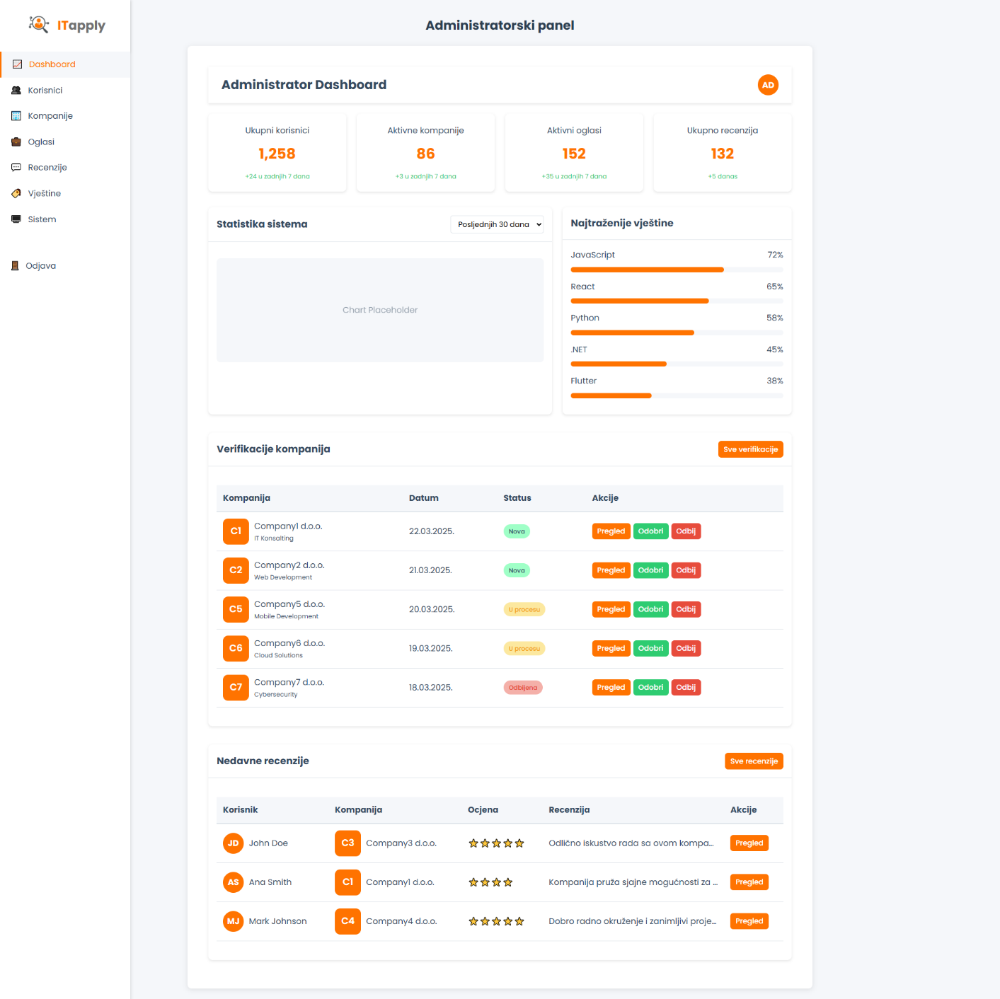 ITapply
Dashboard
Korisnici
Kompanije
Oglasi
Recenzije
Vještine
Sistem
Odjava
Administratorski panel
Administrator Dashboard
AD
Ukupni korisnici
1,258
+24 u zadnjih 7 dana
Aktivne kompanije
86
+3 u zadnjih 7 dana
Aktivni oglasi
152
+35 u zadnjih 7 dana
Ukupno recenzija
132
+5 danas
Statistika sistema
Posljednjih 30 dana
Chart Placeholder
Najtraženije vještine
JavaScript 72%
React 65%
Python 58%
.NET 45%
Flutter 38%
Verifikacije kompanija
Sve verifikacije
Kompanija Datum Status Akcije
C1 Company1 d.o.o. 22.03.2025. Nova Pregled Odobri Odbij
IT Konsalting
C2 Company2 d.o.o. 21.03.2025. Nova Pregled Odobri Odbij
Web Development
C5 Company5 d.o.o. 20.03.2025. U procesu Pregled Odobri Odbij
Mobile Development
C6 Company6 d.o.o. 19.03.2025. U procesu Pregled Odobri Odbij
Cloud Solutions
C7 Company7 d.o.o. 18.03.2025. Odbijena Pregled Odobri Odbij
Cybersecurity
Nedavne recenzije
Sve recenzije
Korisnik Kompanija Ocjena Recenzija Akcije
JD John Doe C3 Company3 d.o.o. Odlično iskustvo rada sa ovom kompa... Pregled
AS Ana Smith C1 Company1 d.o.o. Kompanija pruža sjajne mogućnosti za ... Pregled
MJ Mark Johnson C4 Company4 d.o.o. Dobro radno okruženje i zanimljivi proje... Pregled